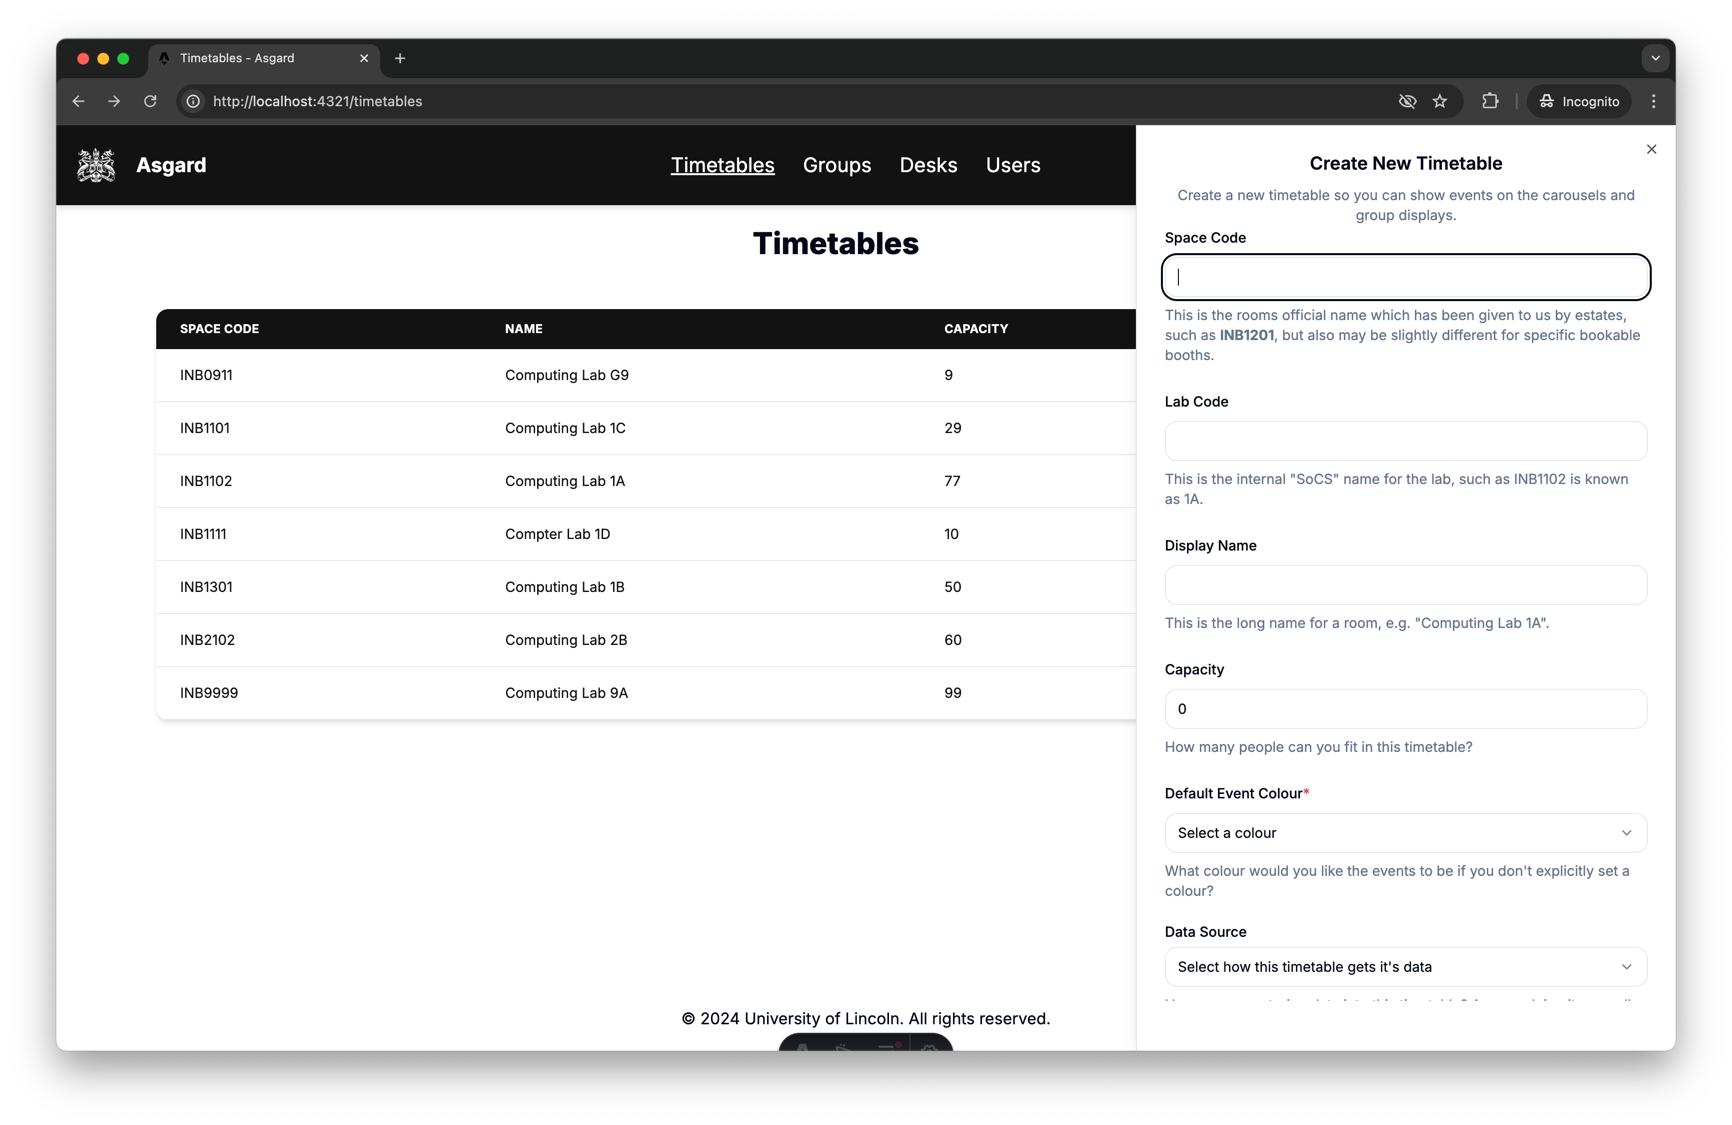 Timetables - Asgard
http://localhost:4321/timetables
Incognito
Asgard
Timetables Groups Desks Users
Timetables
SPACE CODE NAME CAPACITY
INB0911 Computing Lab G9 9
INB1101 Computing Lab 1C 29
INB1102 Computing Lab 1A 77
INB1111 Compter Lab 1D 10
INB1301 Computing Lab 1B 50
INB2102 Computing Lab 2B 60
INB9999 Computing Lab 9A 99
© 2024 University of Lincoln. All rights reserved.
Create New Timetable
Create a new timetable so you can show events on the carousels and
group displays.
Space Code
This is the rooms official name which has been given to us by estates,
such as INB1201, but also may be slightly different for specific bookable
booths.
Lab Code
This is the internal "SoCS" name for the lab, such as INB1102 is known
as 1A.
Display Name
This is the long name for a room, e.g. "Computing Lab 1A".
Capacity
0
How many people can you fit in this timetable?
Default Event Colour*
Select a colour
What colour would you like the events to be if you don't explicitly set a
colour?
Data Source
Select how this timetable gets it's data